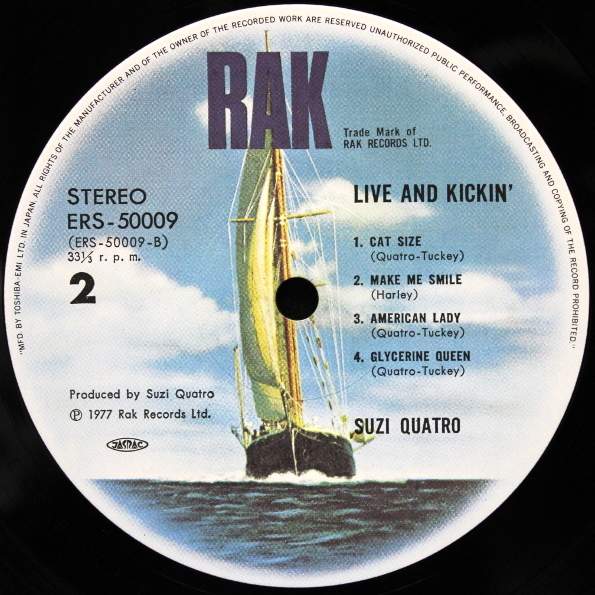 "MFD. BY TOSHIBA-EMI LTD. IN JAPAN. ALL RIGHTS OF THE MANUFACTURER AND OF THE OWNER OF THE RECORDED WORK ARE RESERVED UNAUTHORIZED PUBLIC PERFORMANCE, BROADCASTING AND COPYING OF THE RECORD PROHIBITED."
RAK
Trade Mark of
RAK RECORDS LTD.
STEREO
ERS-50009
(ERS-50009-B)
33⅓ r. p. m.
2
LIVE AND KICKIN'
1. CAT SIZE
(Quatro-Tuckey)
2. MAKE ME SMILE
(Harley)
3. AMERICAN LADY
(Quatro-Tuckey)
4. GLYCERINE QUEEN
(Quatro-Tuckey)
Produced by Suzi Quatro
Ⓟ 1977 Rak Records Ltd.
SUZI QUATRO
JASRAC